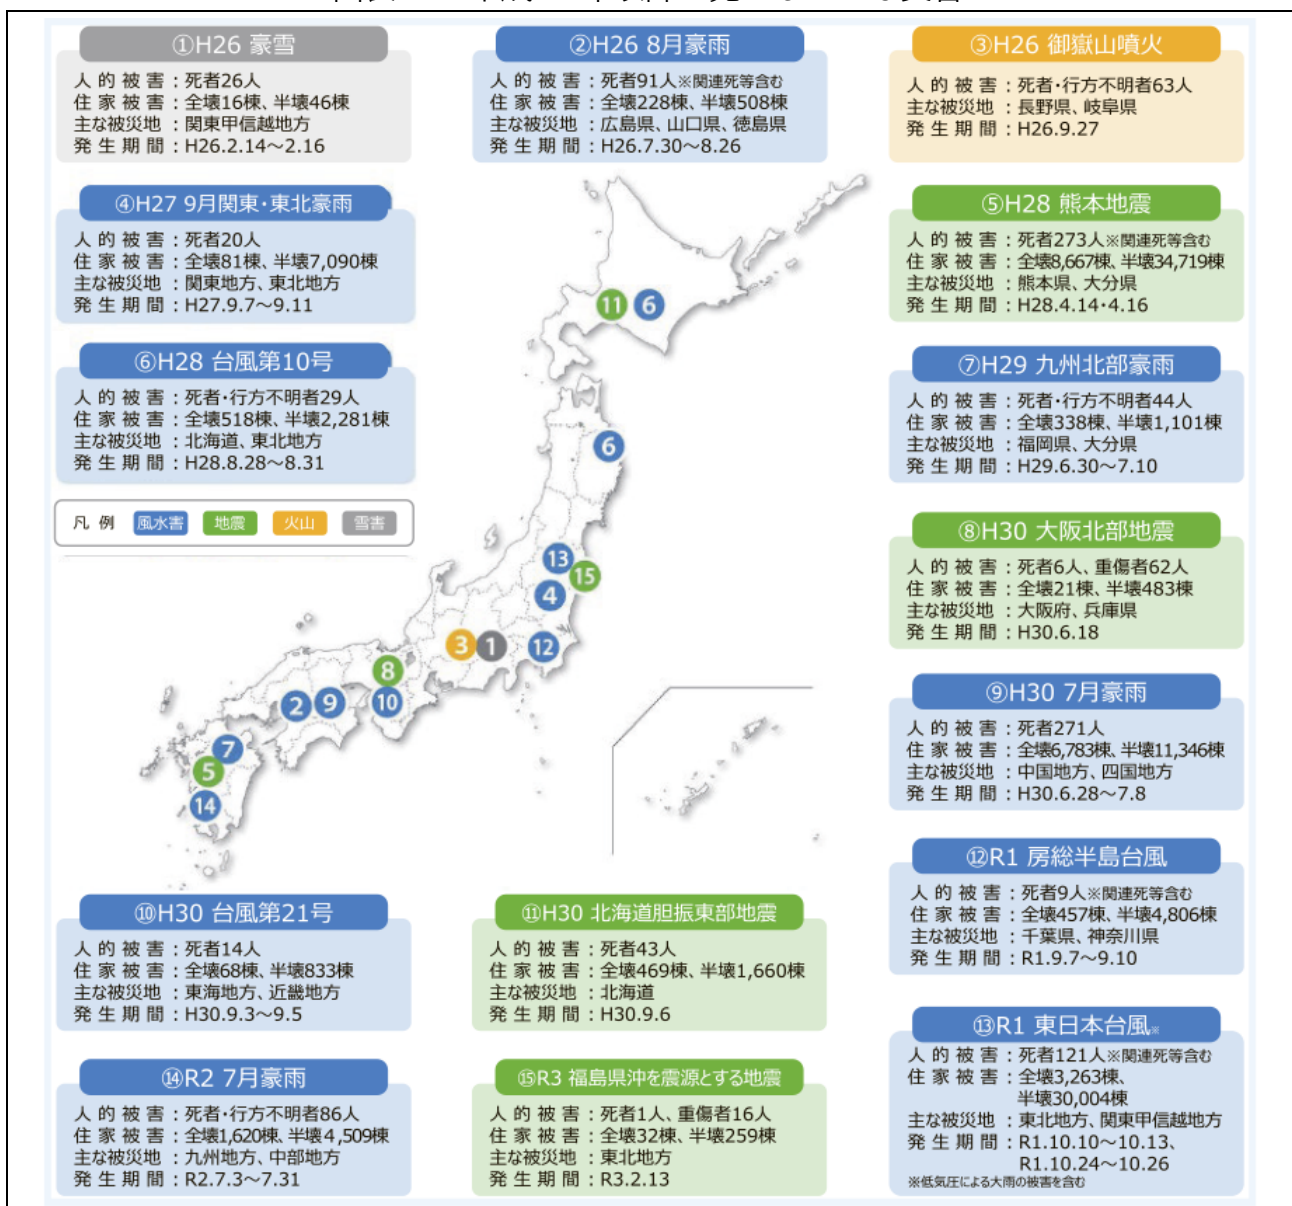 ①H26 豪雪
人的被害：死者26人
住家被害：全壊16棟、半壊46棟
主な被災地：関東甲信越地方
発生期間：H26.2.14～2.16
②H26 8月豪雨
人的被害：死者91人※関連死等含む
住家被害：全壊228棟、半壊508棟
主な被災地：広島県、山口県、徳島県
発生期間：H26.7.30～8.26
③H26 御嶽山噴火
人的被害：死者・行方不明者63人
主な被災地：長野県、岐阜県
発生期間：H26.9.27
④H27 9月関東・東北豪雨
人的被害：死者20人
住家被害：全壊81棟、半壊7,090棟
主な被災地：関東地方、東北地方
発生期間：H27.9.7～9.11
⑤H28 熊本地震
人的被害：死者273人※関連死等含む
住家被害：全壊8,667棟、半壊34,719棟
主な被災地：熊本県、大分県
発生期間：H28.4.14・4.16
⑥H28 台風第10号
人的被害：死者・行方不明者29人
住家被害：全壊518棟、半壊2,281棟
主な被災地：北海道、東北地方
発生期間：H28.8.28～8.31
⑦H29 九州北部豪雨
人的被害：死者・行方不明者44人
住家被害：全壊338棟、半壊1,101棟
主な被災地：福岡県、大分県
発生期間：H29.6.30～7.10
凡例 風水害 地震 火山 雪害
⑧H30 大阪北部地震
人的被害：死者6人、重傷者62人
住家被害：全壊21棟、半壊483棟
主な被災地：大阪府、兵庫県
発生期間：H30.6.18
⑨H30 7月豪雨
人的被害：死者271人
住家被害：全壊6,783棟、半壊11,346棟
主な被災地：中国地方、四国地方
発生期間：H30.6.28～7.8
11 6
6
13
15
4
3 1 12
8
2 9 10
7
5
14
⑩H30 台風第21号
人的被害：死者14人
住家被害：全壊68棟、半壊833棟
主な被災地：東海地方、近畿地方
発生期間：H30.9.3～9.5
⑪H30 北海道胆振東部地震
人的被害：死者43人
住家被害：全壊469棟、半壊1,660棟
主な被災地：北海道
発生期間：H30.9.6
⑫R1 房総半島台風
人的被害：死者9人※関連死等含む
住家被害：全壊457棟、半壊4,806棟
主な被災地：千葉県、神奈川県
発生期間：R1.9.7～9.10
⑬R1 東日本台風※
人的被害：死者121人※関連死等含む
住家被害：全壊3,263棟、
半壊30,004棟
主な被災地：東北地方、関東甲信越地方
発生期間：R1.10.10～10.13、
R1.10.24～10.26
※低気圧による大雨の被害を含む
⑭R2 7月豪雨
人的被害：死者・行方不明者86人
住家被害：全壊1,620棟、半壊4,509棟
主な被災地：九州地方、中部地方
発生期間：R2.7.3～7.31
⑮R3 福島県沖を震源とする地震
人的被害：死者1人、重傷者16人
住家被害：全壊32棟、半壊259棟
主な被災地：東北地方
発生期間：R3.2.13